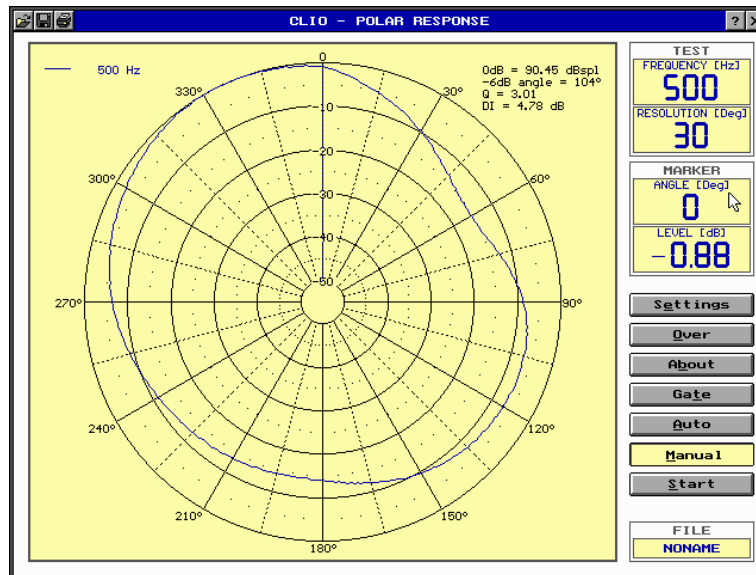 CLIO - POLAR RESPONSE
?
X
500 Hz
0dB = 90.45 dBspl
-6dB angle = 104°
Q = 3.01
DI = 4.78 dB
0
330°
30°
-10
-20
300°
60°
-30
-40
-50
270°
90°
240°
120°
210°
150°
180°
TEST
FREQUENCY [Hz]
500
RESOLUTION [Deg]
30
MARKER
ANGLE [Deg]
0
LEVEL [dB]
-0.88
Settings
Over
About
Gate
Auto
Manual
Start
FILE
NONAME